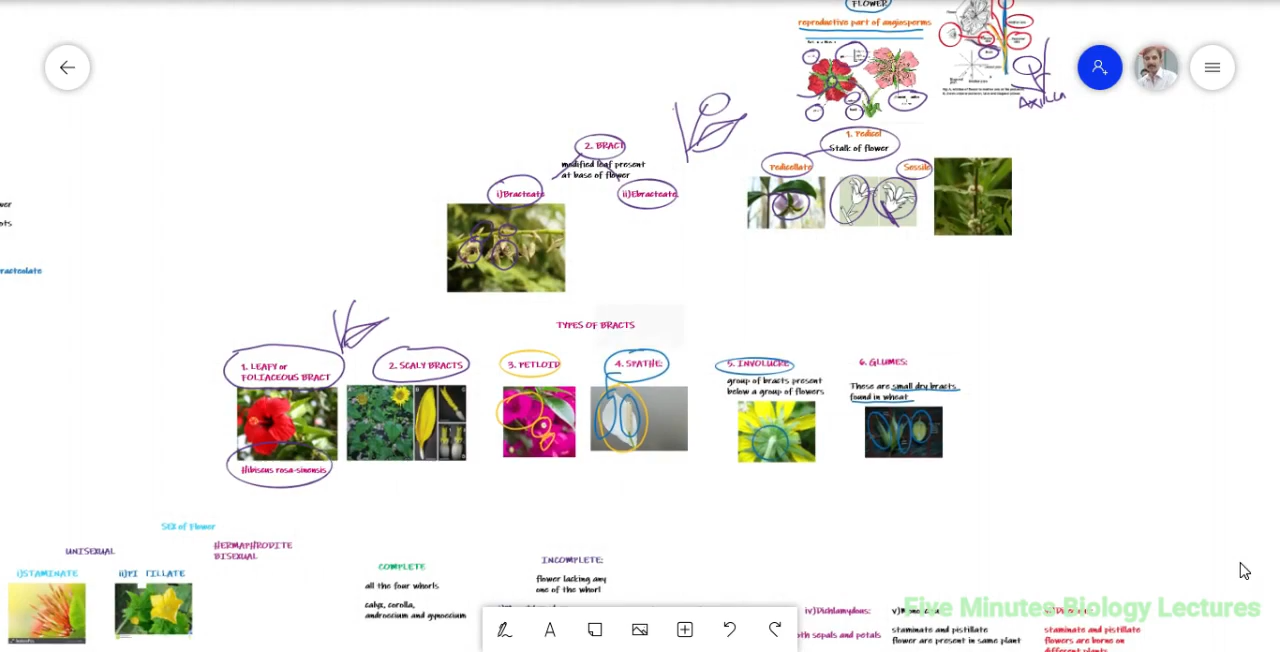 FLOWER
reproductive part of angiosperms
Axilla
1. Pedicel
Stalk of flower
Pedicellate
Sessile
2. BRACT
modified leaf present
at base of flower
i)Bracteate
ii)Ebracteate
racteolate
TYPES OF BRACTS
1. LEAFY or
FOLIACEOUS BRACT
Hibiscus rosa-sinensis
2. SCALY BRACTS
3. PETLOID
4. SPATHE:
5. INVOLUCRE
group of bracts present
below a group of flowers
6. GLUMES:
These are small dry bracts
found in wheat
SEX of Flower
UNISEXUAL
HERMAPHRODITE
BISEXUAL
i)STAMINATE
COMPLETE
all the four whorls
calyx, corolla,
androecium and gynoecium
INCOMPLETE:
flower lacking any
one of the whorl
iv)Dichlamydous:
oth sepals and petals
staminate and pistillate
flower are present in same plant
staminate and pistillate
flowers are borne on
different plants
Five Minutes Biology Lectures